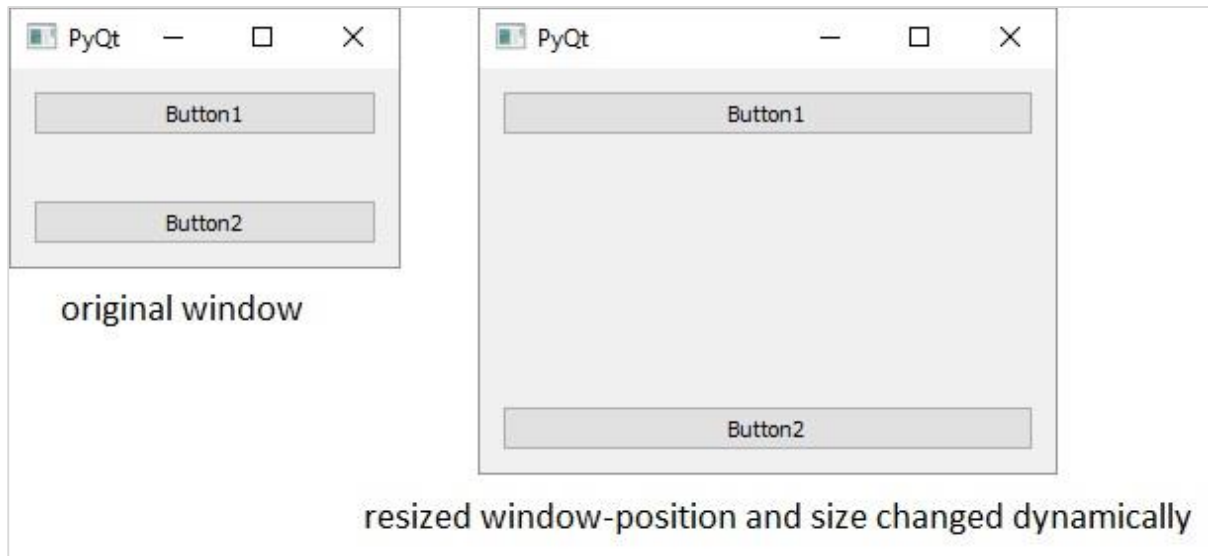 PyQt
Button1
Button2
original window
PyQt
Button1
Button2
resized window-position and size changed dynamically